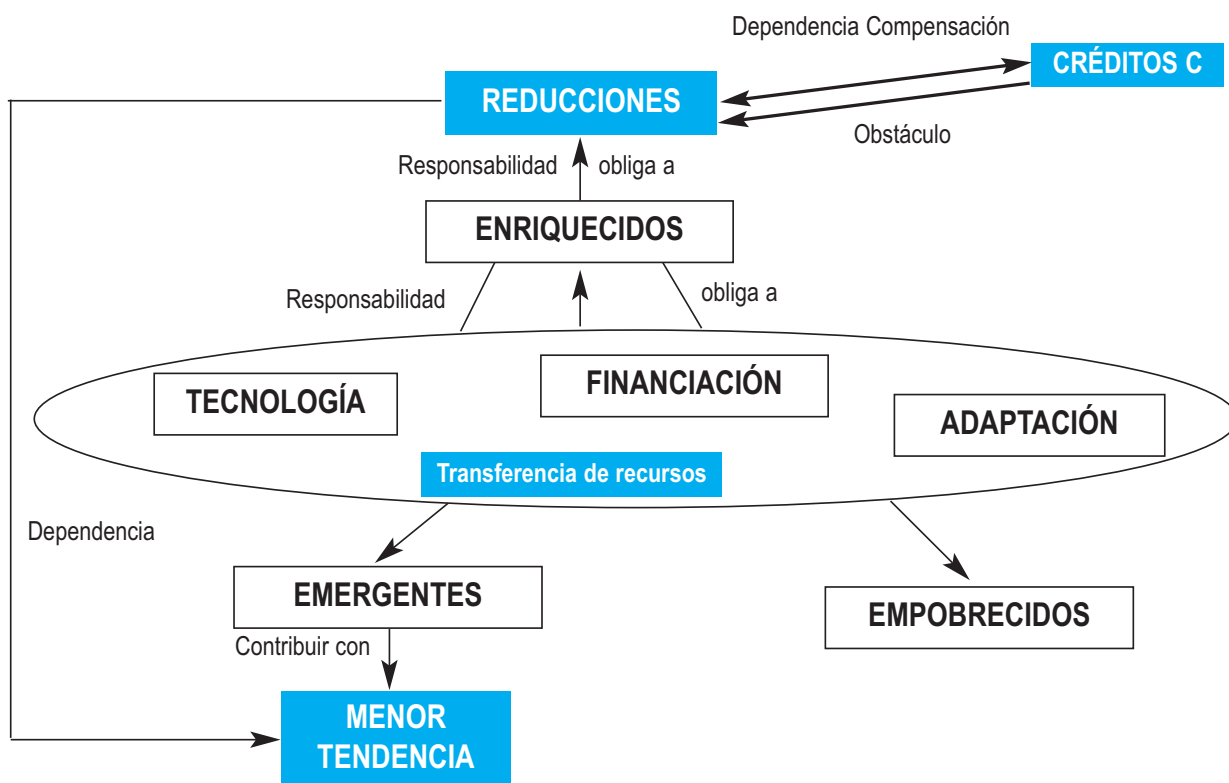 Dependencia Compensación
CRÉDITOS C
REDUCCIONES
Obstáculo
Responsabilidad obliga a
ENRIQUECIDOS
Responsabilidad
obliga a
TECNOLOGÍA
FINANCIACIÓN
ADAPTACIÓN
Transferencia de recursos
Dependencia
EMERGENTES
EMPOBRECIDOS
Contribuir con
MENOR
TENDENCIA